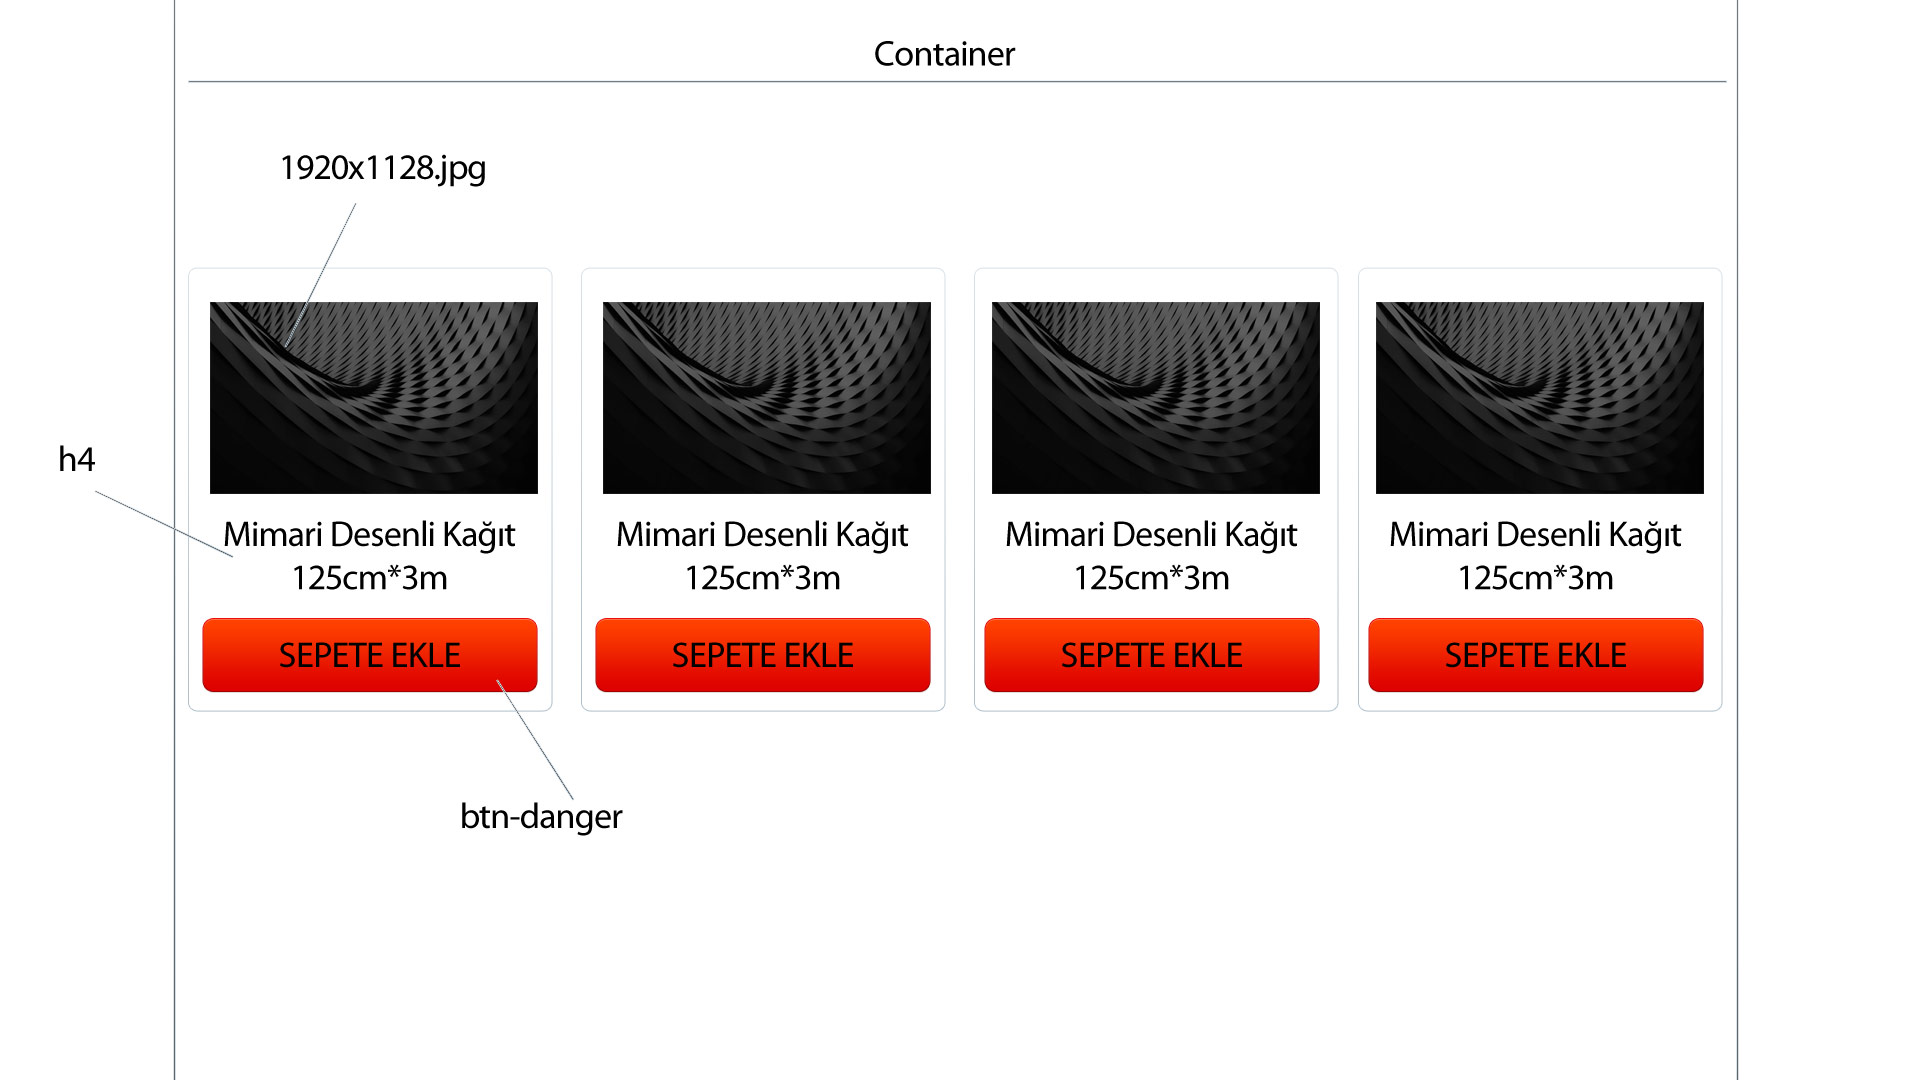 Container
1920x1128.jpg
h4
Mimari Desenli Kağıt
125cm*3m
SEPETE EKLE
Mimari Desenli Kağıt
125cm*3m
SEPETE EKLE
Mimari Desenli Kağıt
125cm*3m
SEPETE EKLE
Mimari Desenli Kağıt
125cm*3m
SEPETE EKLE
btn-danger